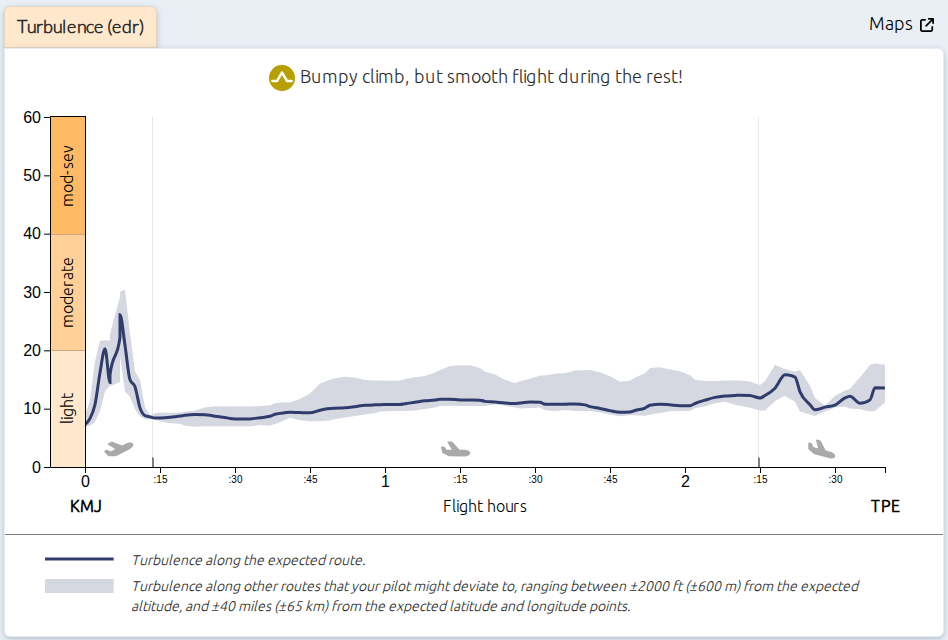 Turbulence (edr)
Maps
Bumpy climb, but smooth flight during the rest!
60
50
40
30
20
10
0
mod-sev
moderate
light
0 :15 :30 :45 1 :15 :30 :45 2 :15 :30
KMJ Flight hours TPE
Turbulence along the expected route.
Turbulence along other routes that your pilot might deviate to, ranging between ±2000 ft (±600 m) from the expected
altitude, and ±40 miles (±65 km) from the expected latitude and longitude points.